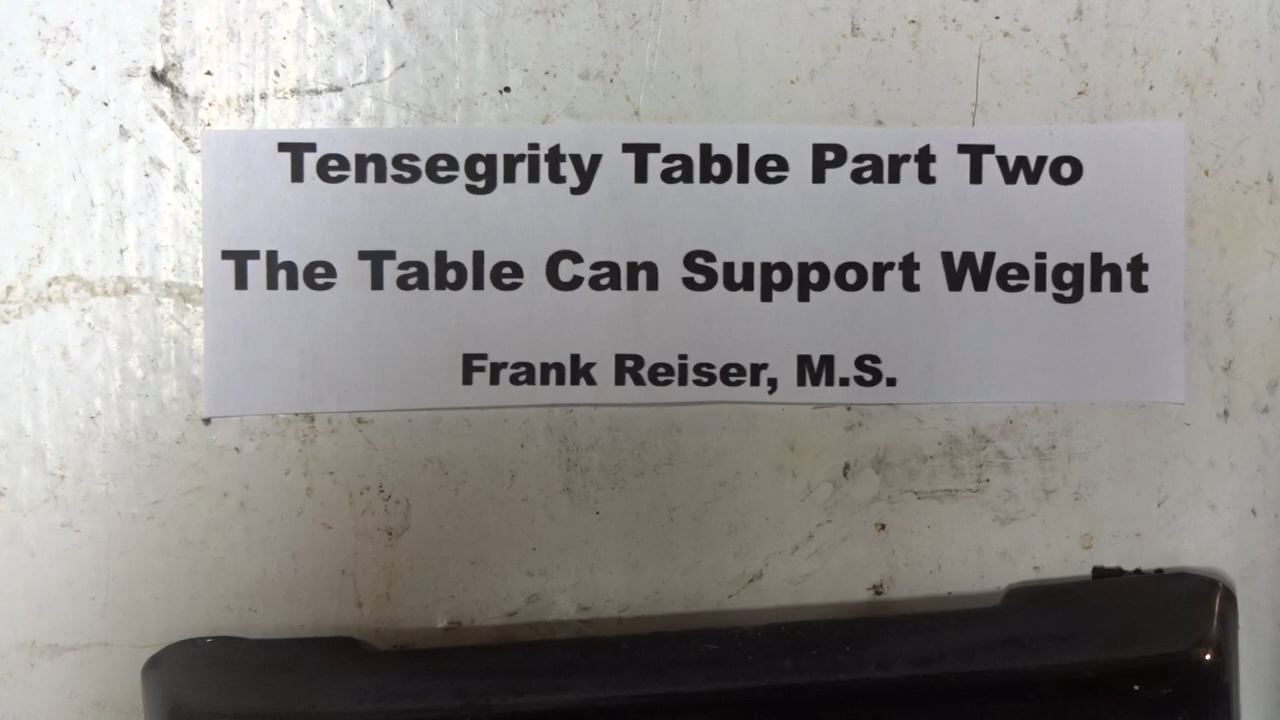 Tensegrity Table Part Two
The Table Can Support Weight
Frank Reiser, M.S.